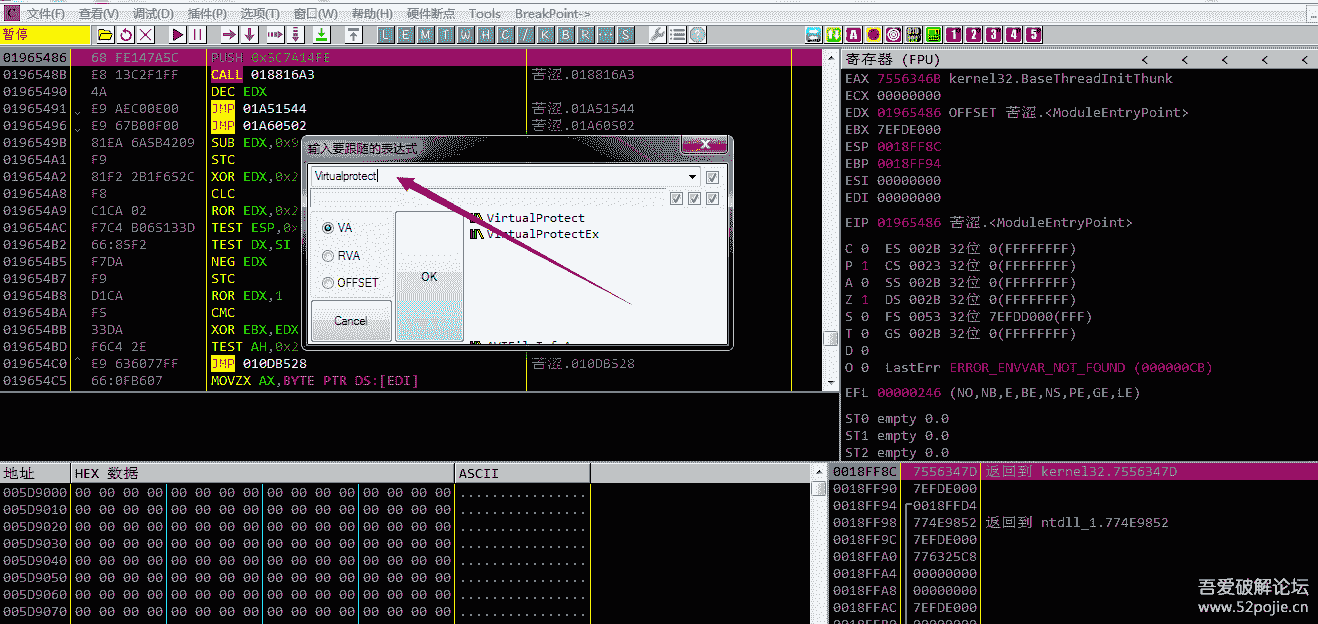 C 文件(F) 查看(V) 调试(D) 插件(P) 选项(T) 窗口(W) 帮助(H) 硬件断点 Tools BreakPoint->
暂停 L E M T W H C / K B R ... S A 1 2 3 4 5
01965486 68 FE147A5C PUSH 0x5C7A14FE
0196548B E8 13C2F1FF CALL 018816A3 苦涩.018816A3
01965490 4A DEC EDX
01965491 E9 AEC00E00 JMP 01A51544 苦涩.01A51544
01965496 E9 67B00F00 JMP 01A60502 苦涩.01A60502
0196549B 81EA 6A5B4209 SUB EDX,0x9
019654A1 F9 STC
019654A2 81F2 2B1F652C XOR EDX,0x2
019654A8 F8 CLC
019654A9 C1CA 02 ROR EDX,0x2
019654AC F7C4 B065133D TEST ESP,0x
019654B2 66:85F2 TEST DX,SI
019654B5 F7DA NEG EDX
019654B7 F9 STC
019654B8 D1CA ROR EDX,1
019654BA F5 CMC
019654BB 33DA XOR EBX,EDX
019654BD F6C4 2E TEST AH,0x2
019654C0 E9 636077FF JMP 010DB528 苦涩.010DB528
019654C5 66:0FB607 MOVZX AX,BYTE PTR DS:[EDI]
输入要跟随的表达式
Virtualprotect
VA
RVA
OFFSET
OK
Cancel
VirtualProtect
VirtualProtectEx
寄存器 (FPU) < < < < <
EAX 7556346B kernel32.BaseThreadInitThunk
ECX 00000000
EDX 01965486 OFFSET 苦涩.<ModuleEntryPoint>
EBX 7EFDE000
ESP 0018FF8C
EBP 0018FF94
ESI 00000000
EDI 00000000
EIP 01965486 苦涩.<ModuleEntryPoint>
C 0 ES 002B 32位 0(FFFFFFFF)
P 1 CS 0023 32位 0(FFFFFFFF)
A 0 SS 002B 32位 0(FFFFFFFF)
Z 1 DS 002B 32位 0(FFFFFFFF)
S 0 FS 0053 32位 7EFDD000(FFF)
T 0 GS 002B 32位 0(FFFFFFFF)
D 0
O 0 LastErr ERROR_ENVVAR_NOT_FOUND (000000CB)
EFL 00000246 (NO,NB,E,BE,NS,PE,GE,LE)
ST0 empty 0.0
ST1 empty 0.0
ST2 empty 0.0
地址 HEX 数据 ASCII
005D9000 00 00 00 00 00 00 00 00 00 00 00 00 00 00 00 00 ................
005D9010 00 00 00 00 00 00 00 00 00 00 00 00 00 00 00 00 ................
005D9020 00 00 00 00 00 00 00 00 00 00 00 00 00 00 00 00 ................
005D9030 00 00 00 00 00 00 00 00 00 00 00 00 00 00 00 00 ................
005D9040 00 00 00 00 00 00 00 00 00 00 00 00 00 00 00 00 ................
005D9050 00 00 00 00 00 00 00 00 00 00 00 00 00 00 00 00 ................
005D9060 00 00 00 00 00 00 00 00 00 00 00 00 00 00 00 00 ................
005D9070 00 00 00 00 00 00 00 00 00 00 00 00 00 00 00 00 ................
0018FF8C 7556347D 返回到 kernel32.7556347D
0018FF90 7EFDE000
0018FF94 0018FFD4
0018FF98 774E9852 返回到 ntdll_1.774E9852
0018FF9C 7EFDE000
0018FFA0 776325C8
0018FFA4 00000000
0018FFA8 00000000
0018FFAC 7EFDE000
0018FFB0 00000000
吾爱破解论坛
www.52pojie.cn